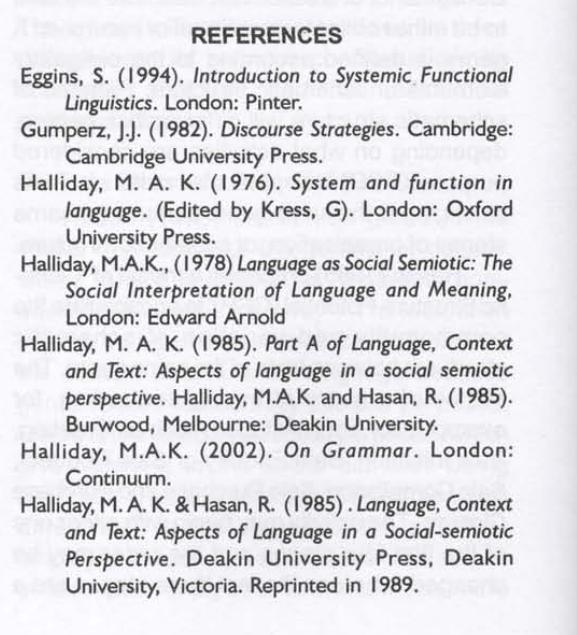 REFERENCES
Eggins, S. (1994). Introduction to Systemic Functional
Linguistics. London: Pinter.
Gumperz, J.J. (1982). Discourse Strategies. Cambridge:
Cambridge University Press.
Halliday, M. A. K. (1976). System and function in
language. (Edited by Kress, G). London: Oxford
University Press.
Halliday, M.A.K., (1978) Language as Social Semiotic: The
Social Interpretation of Language and Meaning,
London: Edward Arnold
Halliday, M. A. K. (1985). Part A of Language, Context
and Text: Aspects of language in a social semiotic
perspective. Halliday, M.A.K. and Hasan, R. (1985).
Burwood, Melbourne: Deakin University.
Halliday, M.A.K. (2002). On Grammar. London:
Continuum.
Halliday, M. A. K. & Hasan, R. (1985). Language, Context
and Text: Aspects of Language in a Social-semiotic
Perspective. Deakin University Press, Deakin
University, Victoria. Reprinted in 1989.